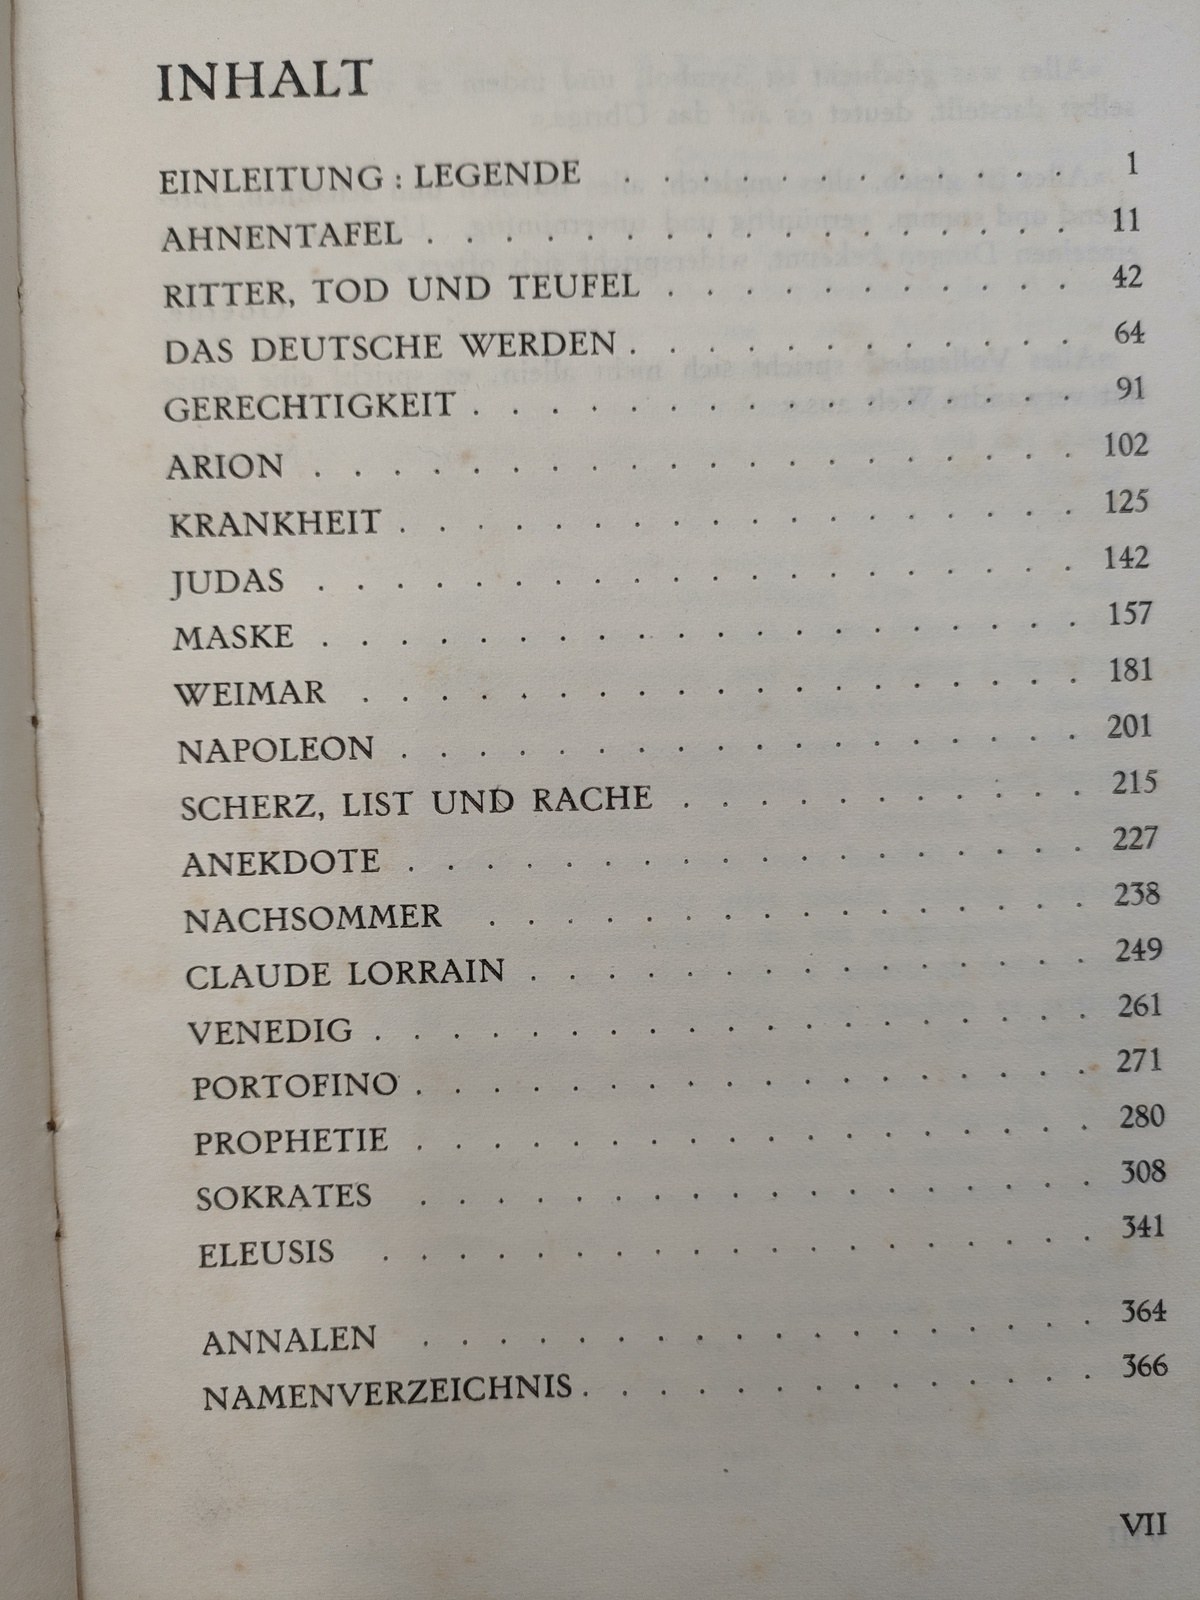 INHALT
EINLEITUNG : LEGENDE . . . . . . . . . . . . 1
AHNENTAFEL . . . . . . . . . . . . . . . . . 11
RITTER, TOD UND TEUFEL . . . . . . . . . . . 42
DAS DEUTSCHE WERDEN . . . . . . . . . . . . 64
GERECHTIGKEIT . . . . . . . . . . . . . . . . 91
ARION . . . . . . . . . . . . . . . . . . . . 102
KRANKHEIT . . . . . . . . . . . . . . . . . . 125
JUDAS . . . . . . . . . . . . . . . . . . . . 142
MASKE . . . . . . . . . . . . . . . . . . . . 157
WEIMAR . . . . . . . . . . . . . . . . . . . 181
NAPOLEON . . . . . . . . . . . . . . . . . . 201
SCHERZ, LIST UND RACHE . . . . . . . . . . . 215
ANEKDOTE . . . . . . . . . . . . . . . . . . 227
NACHSOMMER . . . . . . . . . . . . . . . . 238
CLAUDE LORRAIN . . . . . . . . . . . . . . . 249
VENEDIG . . . . . . . . . . . . . . . . . . . 261
PORTOFINO . . . . . . . . . . . . . . . . . . 271
PROPHETIE . . . . . . . . . . . . . . . . . . 280
SOKRATES . . . . . . . . . . . . . . . . . . 308
ELEUSIS . . . . . . . . . . . . . . . . . . . 341
ANNALEN . . . . . . . . . . . . . . . . . . 364
NAMENVERZEICHNIS . . . . . . . . . . . . . . 366
VII